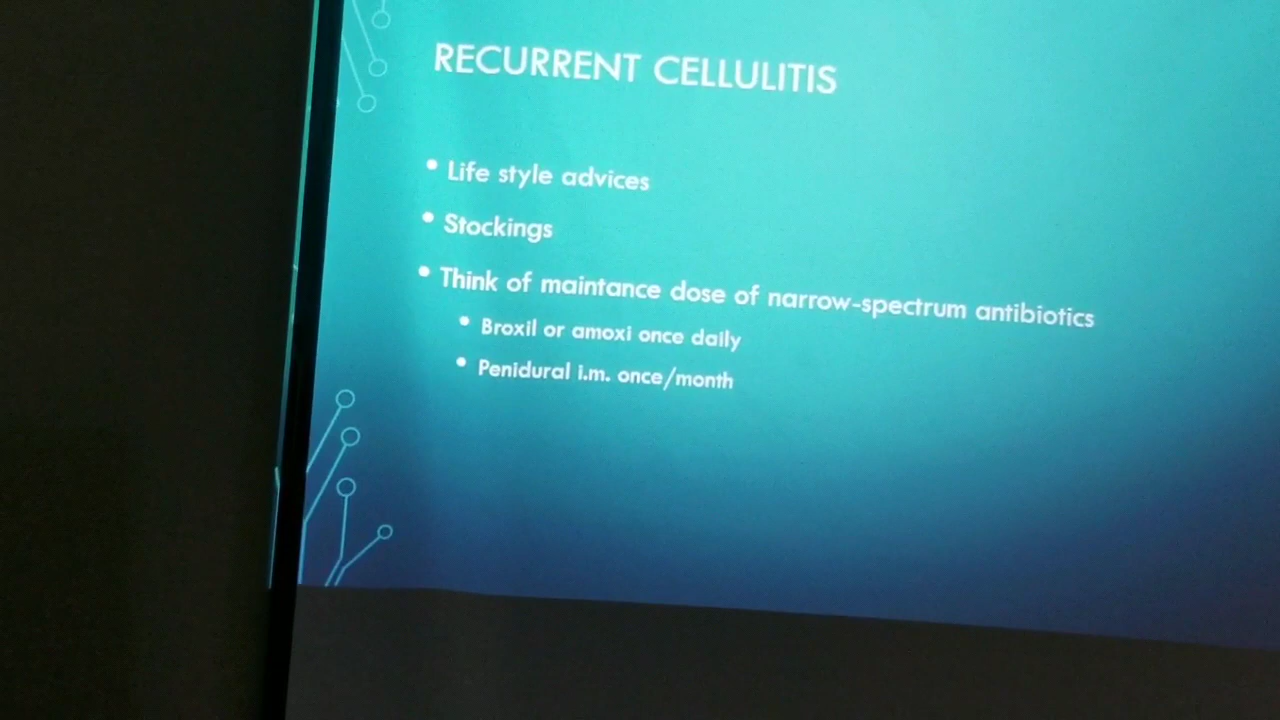 RECURRENT CELLULITIS
• Life style advices
• Stockings
• Think of maintance dose of narrow-spectrum antibiotics
• Broxil or amoxi once daily
• Penidural i.m. once/month